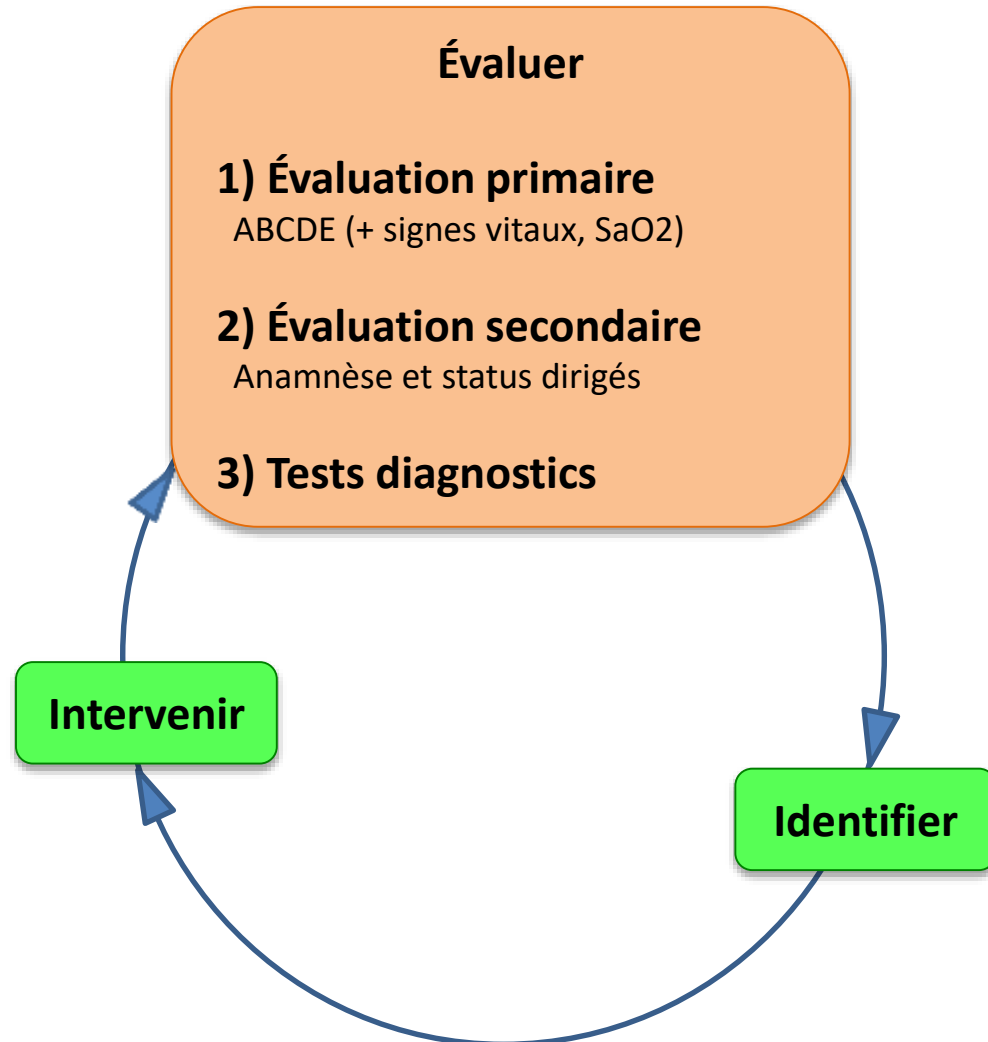 Évaluer
1) Évaluation primaire
ABCDE (+ signes vitaux, SaO2)
2) Évaluation secondaire
Anamnèse et status dirigés
3) Tests diagnostics
Intervenir
Identifier